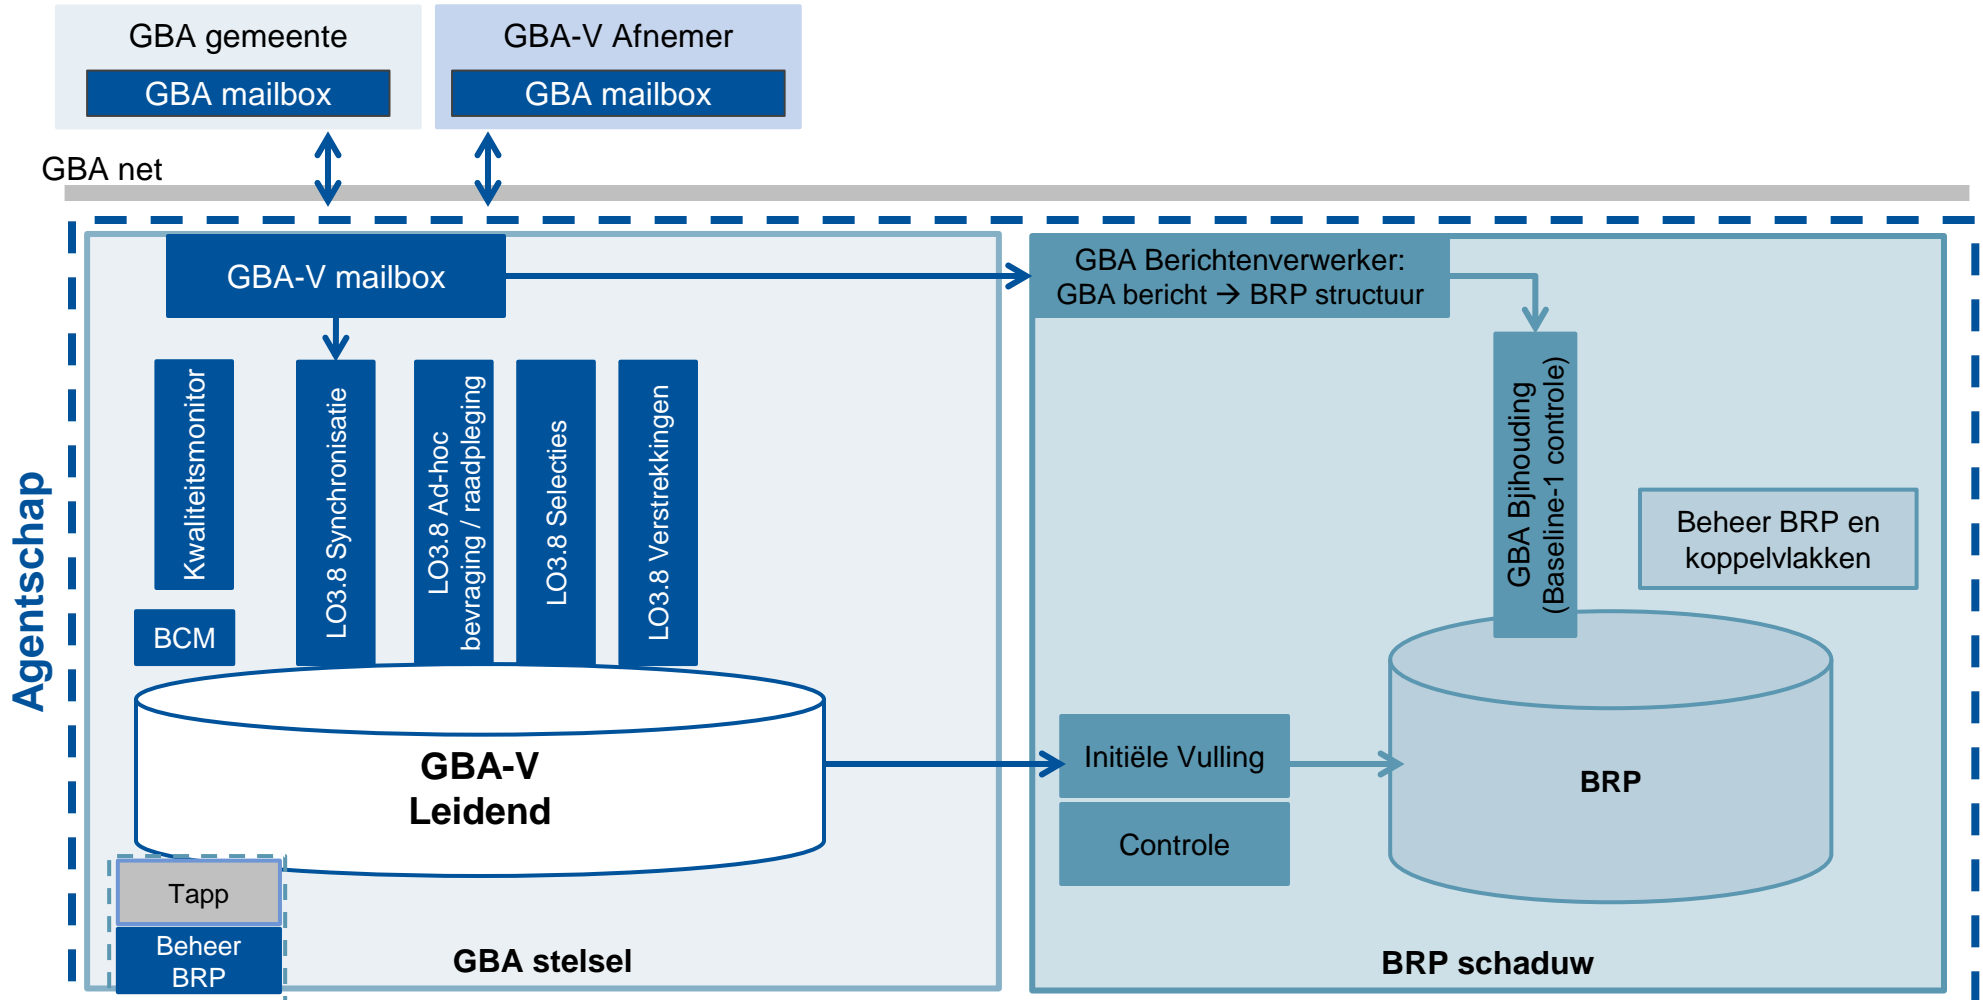 GBA gemeente
GBA mailbox
GBA-V Afnemer
GBA mailbox
GBA net
Agentschap
GBA-V mailbox
Kwaliteitsmonitor
BCM
LO3.8 Synchronisatie
LO3.8 Ad-hoc
bevraging / raadpleging
LO3.8 Selecties
LO3.8 Verstrekkingen
GBA-V
Leidend
Tapp
Beheer
BRP
GBA stelsel
GBA Berichtenverwerker:
GBA bericht → BRP structuur
GBA Bjihouding
(Baseline-1 controle)
Beheer BRP en
koppelvlakken
Initiële Vulling
Controle
BRP
BRP schaduw